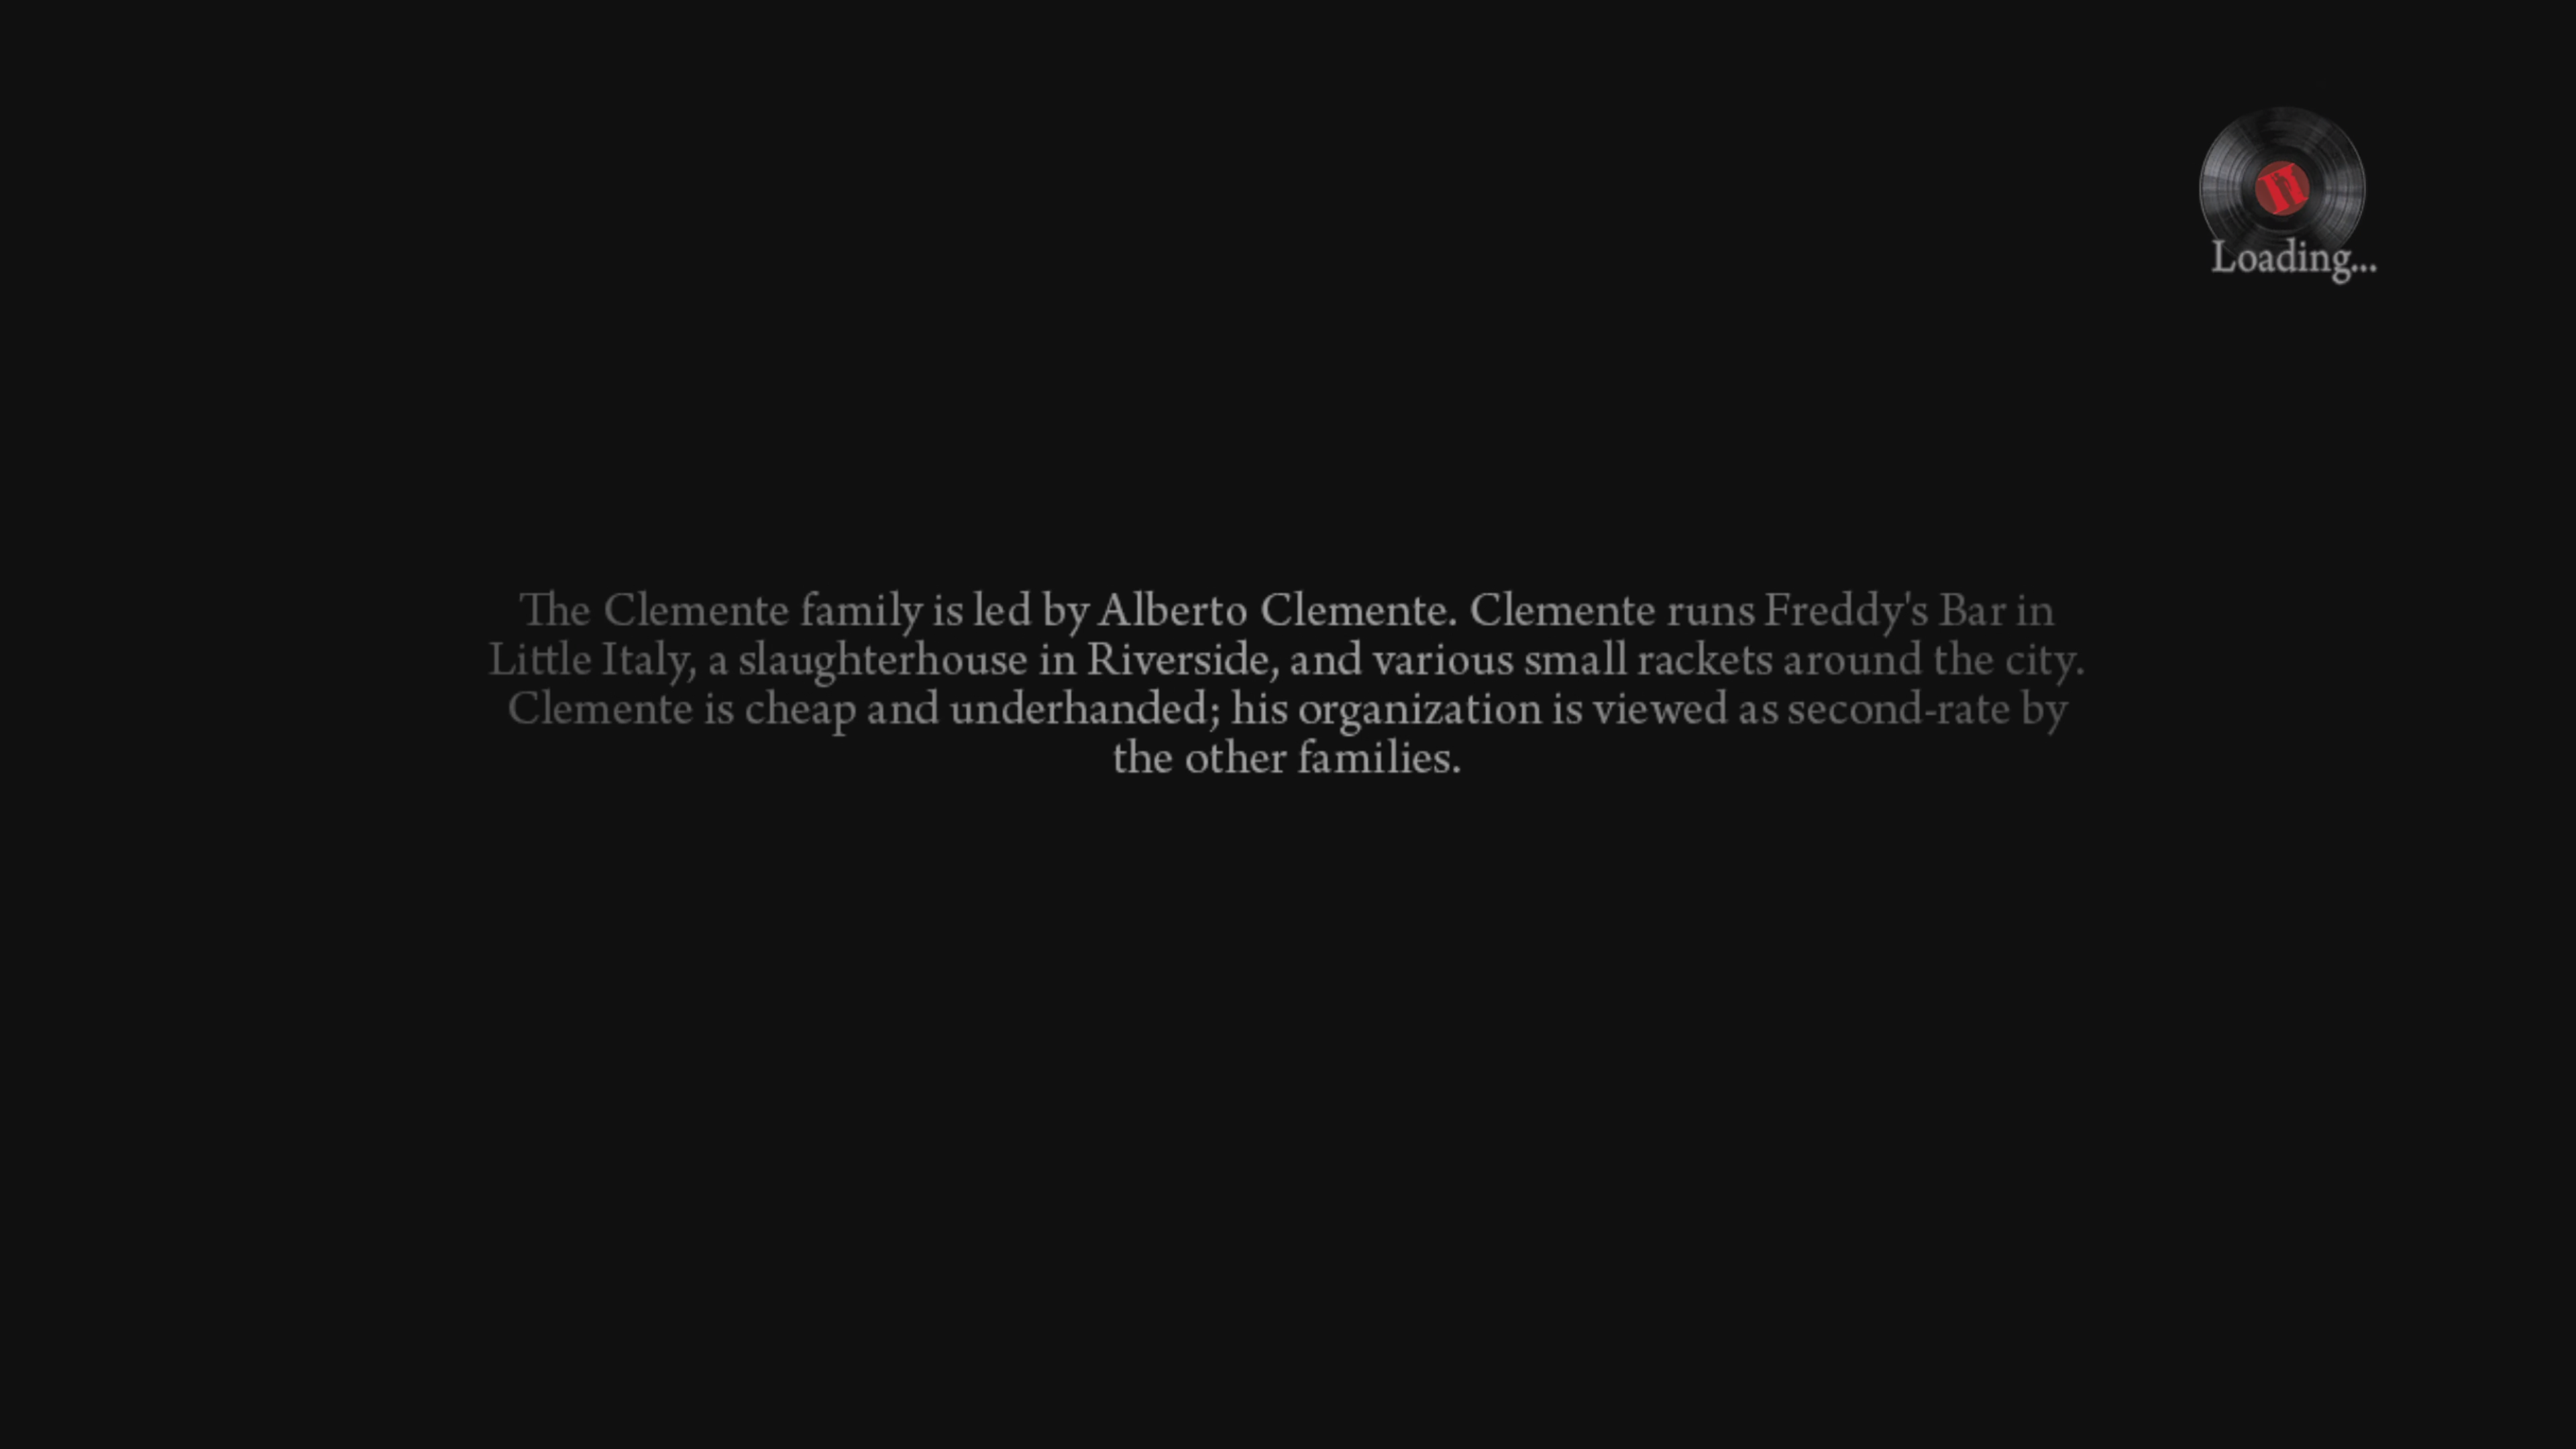 Loading...
The Clemente family is led by Alberto Clemente. Clemente runs Freddy's Bar in
Little Italy, a slaughterhouse in Riverside, and various small rackets around the city.
Clemente is cheap and underhanded; his organization is viewed as second-rate by
the other families.